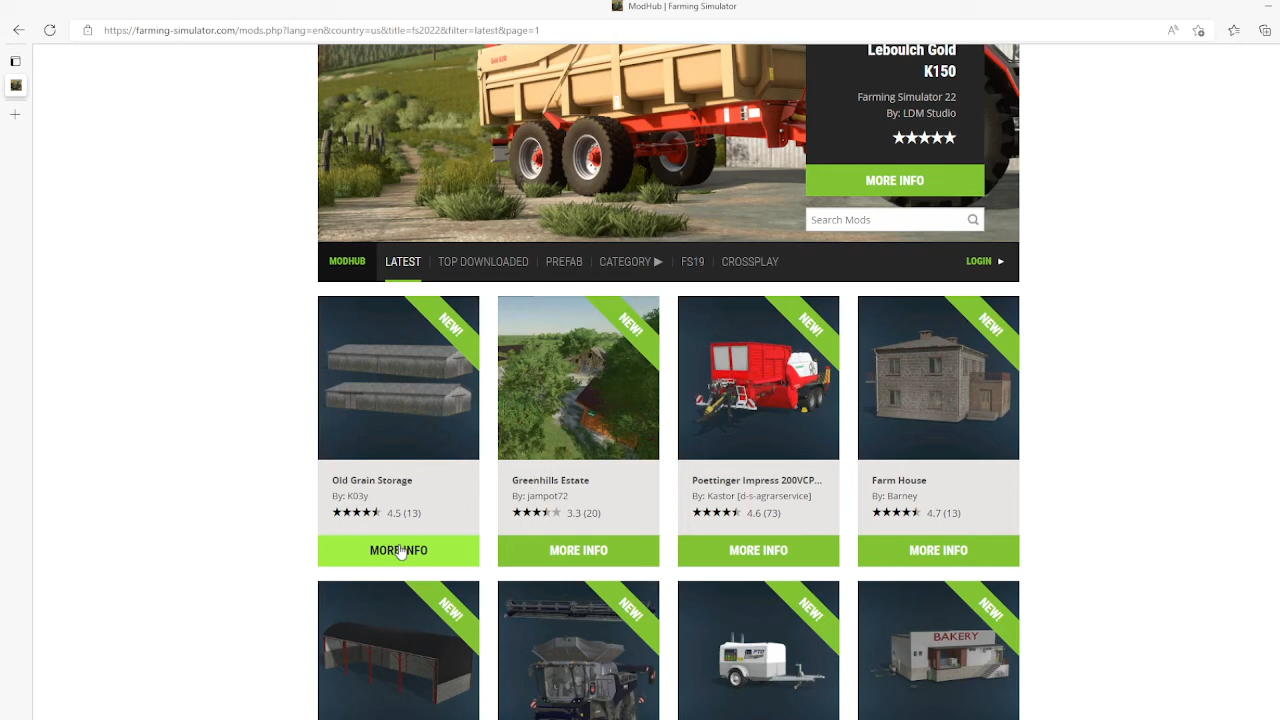 ModHub | Farming Simulator
https://farming-simulator.com/mods.php?lang=en&country=us&title=fs2022&filter=latest&page=1
Leboulch Gold
K150
Farming Simulator 22
By: LDM Studio
MORE INFO
Search Mods
MODHUB
LATEST
TOP DOWNLOADED
PREFAB
CATEGORY ▶
FS19
CROSSPLAY
LOGIN ▶
NEW!
NEW!
NEW!
NEW!
Old Grain Storage
By: K03y
4.5 (13)
MORE INFO
Greenhills Estate
By: jampot72
3.3 (20)
MORE INFO
Poettinger Impress 200VCP...
By: Kastor [d-s-agrarservice]
4.6 (73)
MORE INFO
Farm House
By: Barney
4.7 (13)
MORE INFO
NEW!
NEW!
NEW!
NEW!
BAKERY